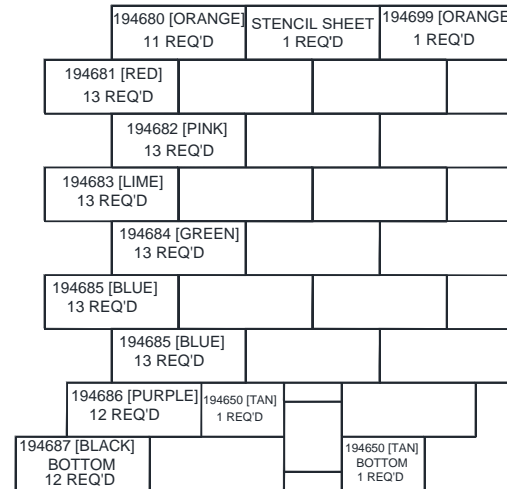 194680 [ORANGE]
11 REQ'D
STENCIL SHEET
1 REQ'D
194699 [ORANGE
1 REQ'D
194681 [RED]
13 REQ'D
194682 [PINK]
13 REQ'D
194683 [LIME]
13 REQ'D
194684 [GREEN]
13 REQ'D
194685 [BLUE]
13 REQ'D
194685 [BLUE]
13 REQ'D
194686 [PURPLE]
12 REQ'D
194650 [TAN]
1 REQ'D
194687 [BLACK]
BOTTOM
12 REQ'D
194650 [TAN]
BOTTOM
1 REQ'D